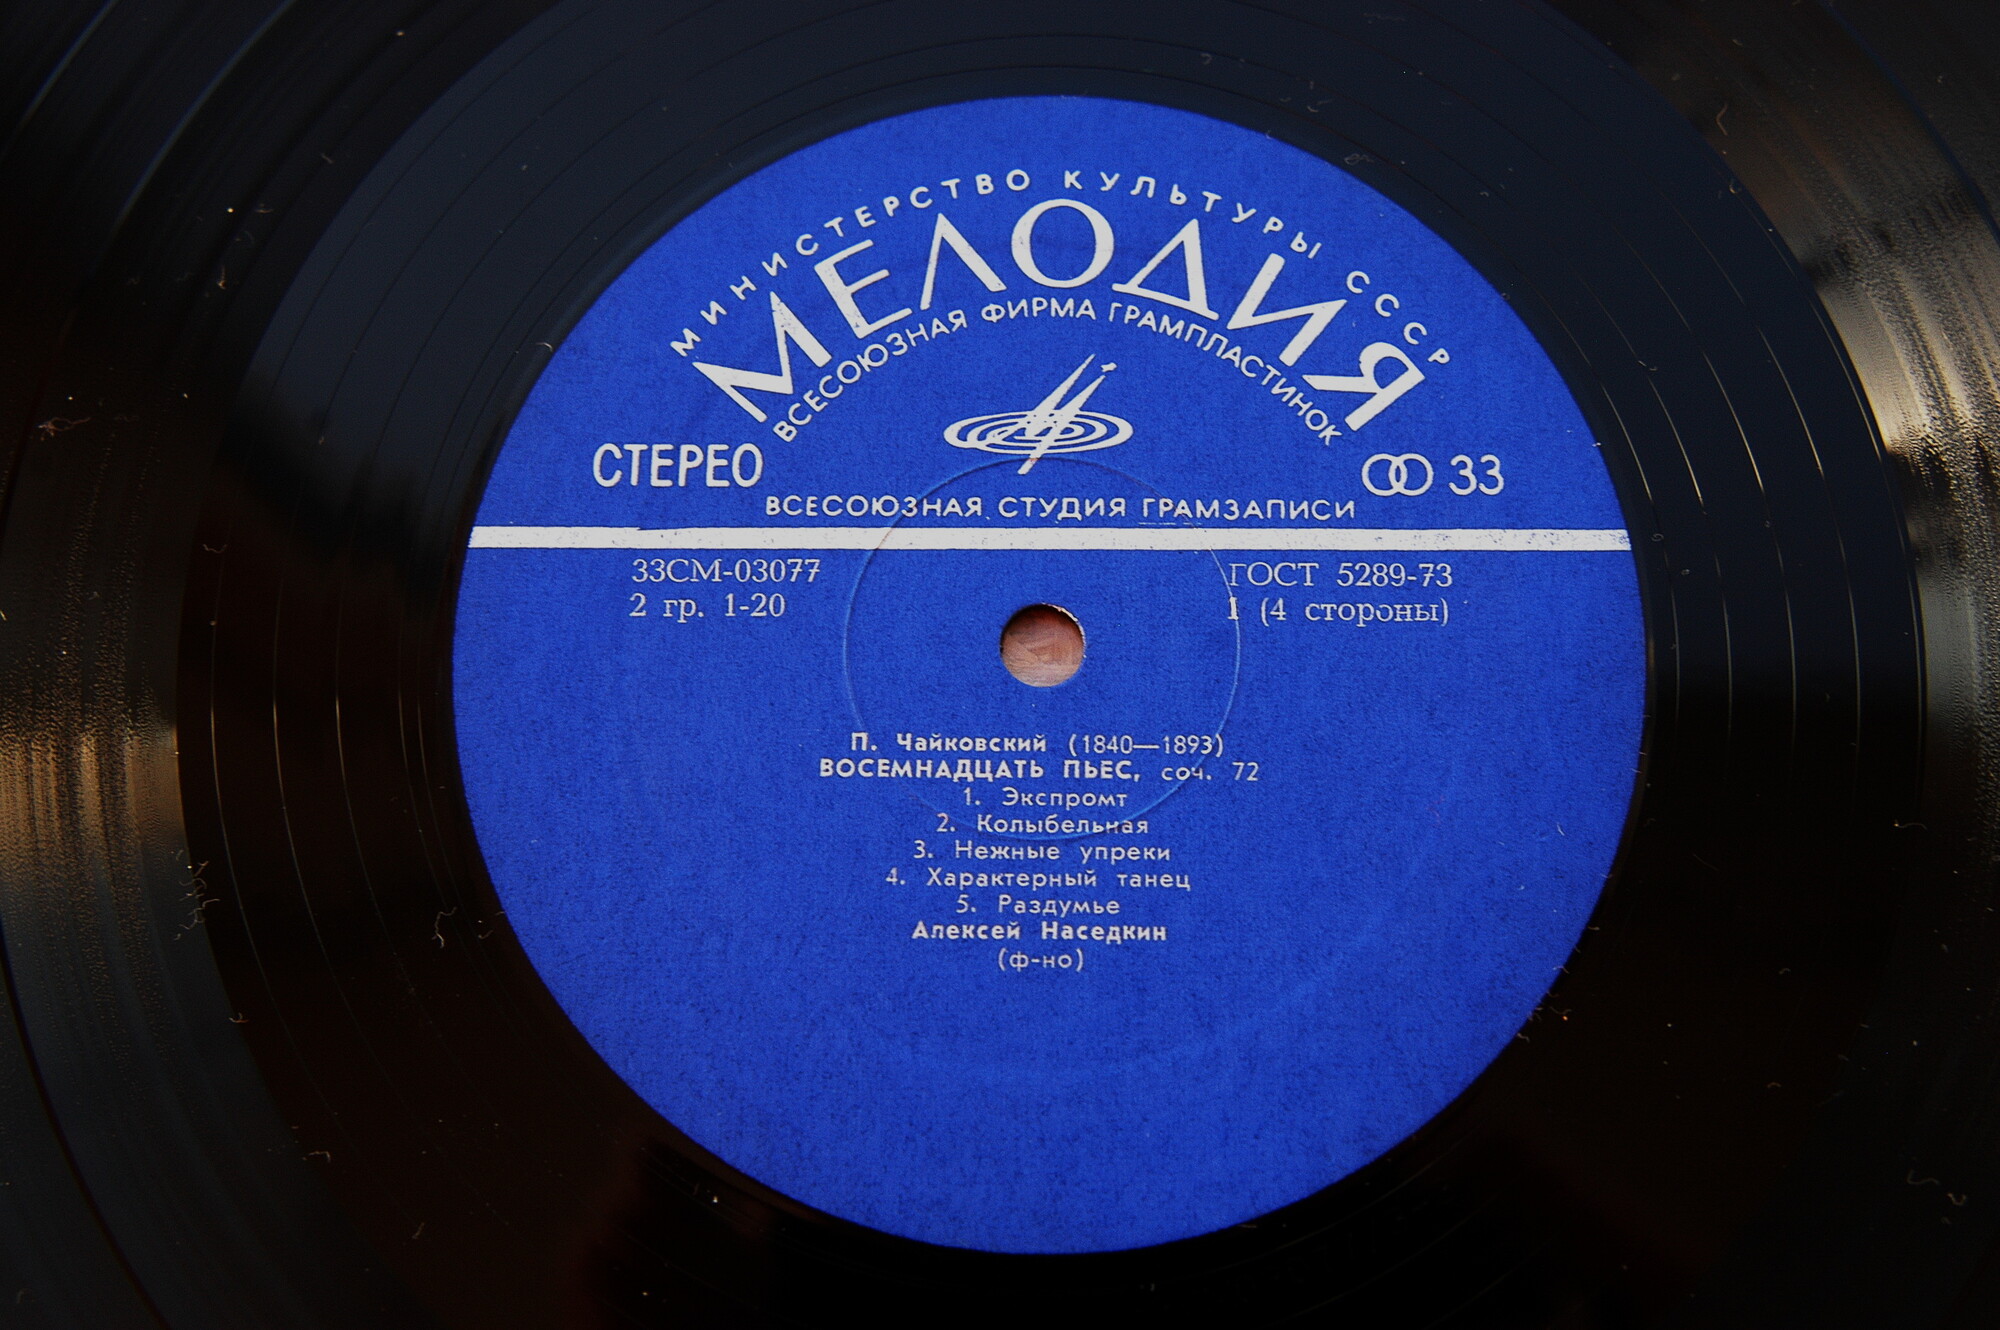 МИНИСТЕРСТВО КУЛЬТУРЫ СССР
МЕЛОДИЯ
ВСЕСОЮЗНАЯ ФИРМА ГРАМПЛАСТИНОК
СТЕРЕО
33
ВСЕСОЮЗНАЯ СТУДИЯ ГРАМЗАПИСИ
33СМ-03077
ГОСТ 5289-73
2 гр. 1-20
1 (4 стороны)
П. Чайковский (1840—1893)
ВОСЕМНАДЦАТЬ ПЬЕС, соч. 72
1. Экспромт
2. Колыбельная
3. Нежные упреки
4. Характерный танец
5. Раздумье
Алексей Наседкин
(ф-но)